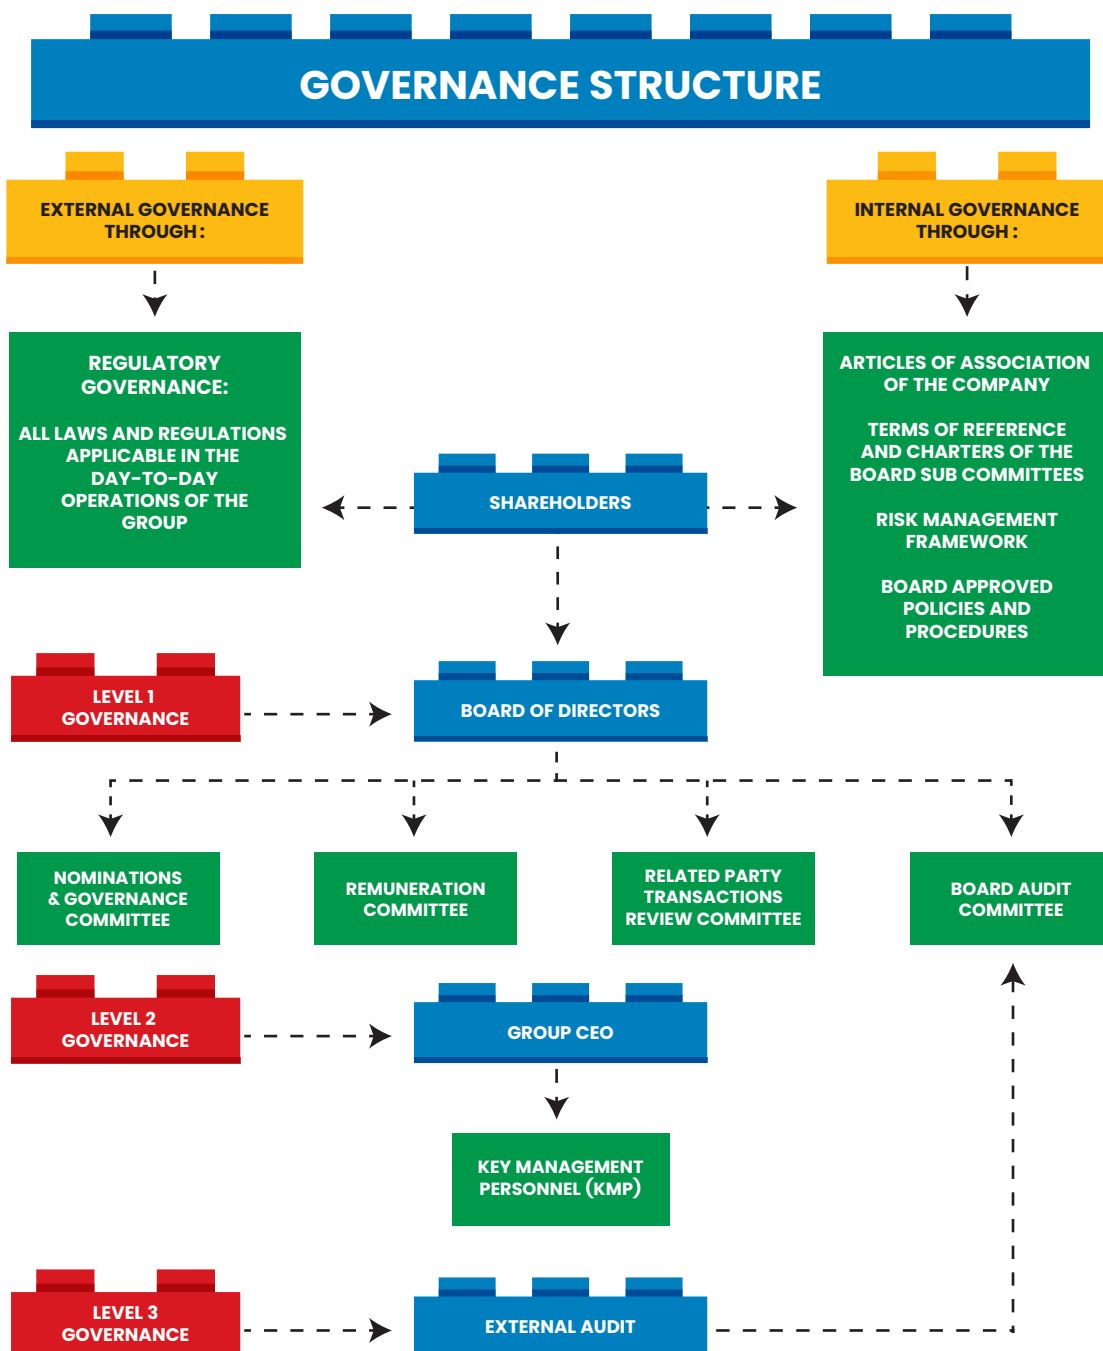 GOVERNANCE STRUCTURE
EXTERNAL GOVERNANCE
THROUGH :
INTERNAL GOVERNANCE
THROUGH :
REGULATORY
GOVERNANCE:
ALL LAWS AND REGULATIONS
APPLICABLE IN THE
DAY-TO-DAY
OPERATIONS OF THE
GROUP
ARTICLES OF ASSOCIATION
OF THE COMPANY
TERMS OF REFERENCE
AND CHARTERS OF THE
BOARD SUB COMMITTEES
RISK MANAGEMENT
FRAMEWORK
BOARD APPROVED
POLICIES AND
PROCEDURES
SHAREHOLDERS
LEVEL 1
GOVERNANCE
BOARD OF DIRECTORS
NOMINATIONS
& GOVERNANCE
COMMITTEE
REMUNERATION
COMMITTEE
RELATED PARTY
TRANSACTIONS
REVIEW COMMITTEE
BOARD AUDIT
COMMITTEE
LEVEL 2
GOVERNANCE
GROUP CEO
KEY MANAGEMENT
PERSONNEL (KMP)
LEVEL 3
GOVERNANCE
EXTERNAL AUDIT